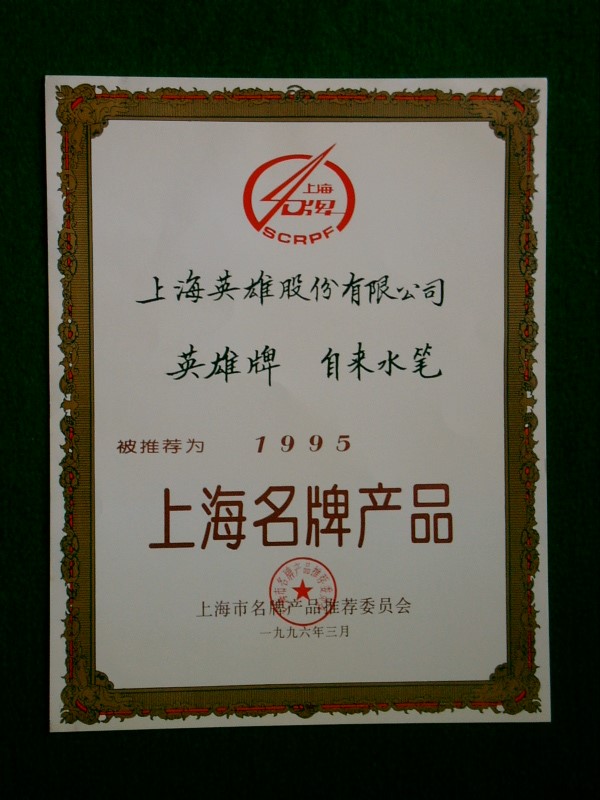 上海
名牌
SCRPF
上海英雄股份有限公司
英雄牌 自来水笔
被推荐为 1995
上海名牌产品
上海市名牌产品推荐委员会
一九九六年三月